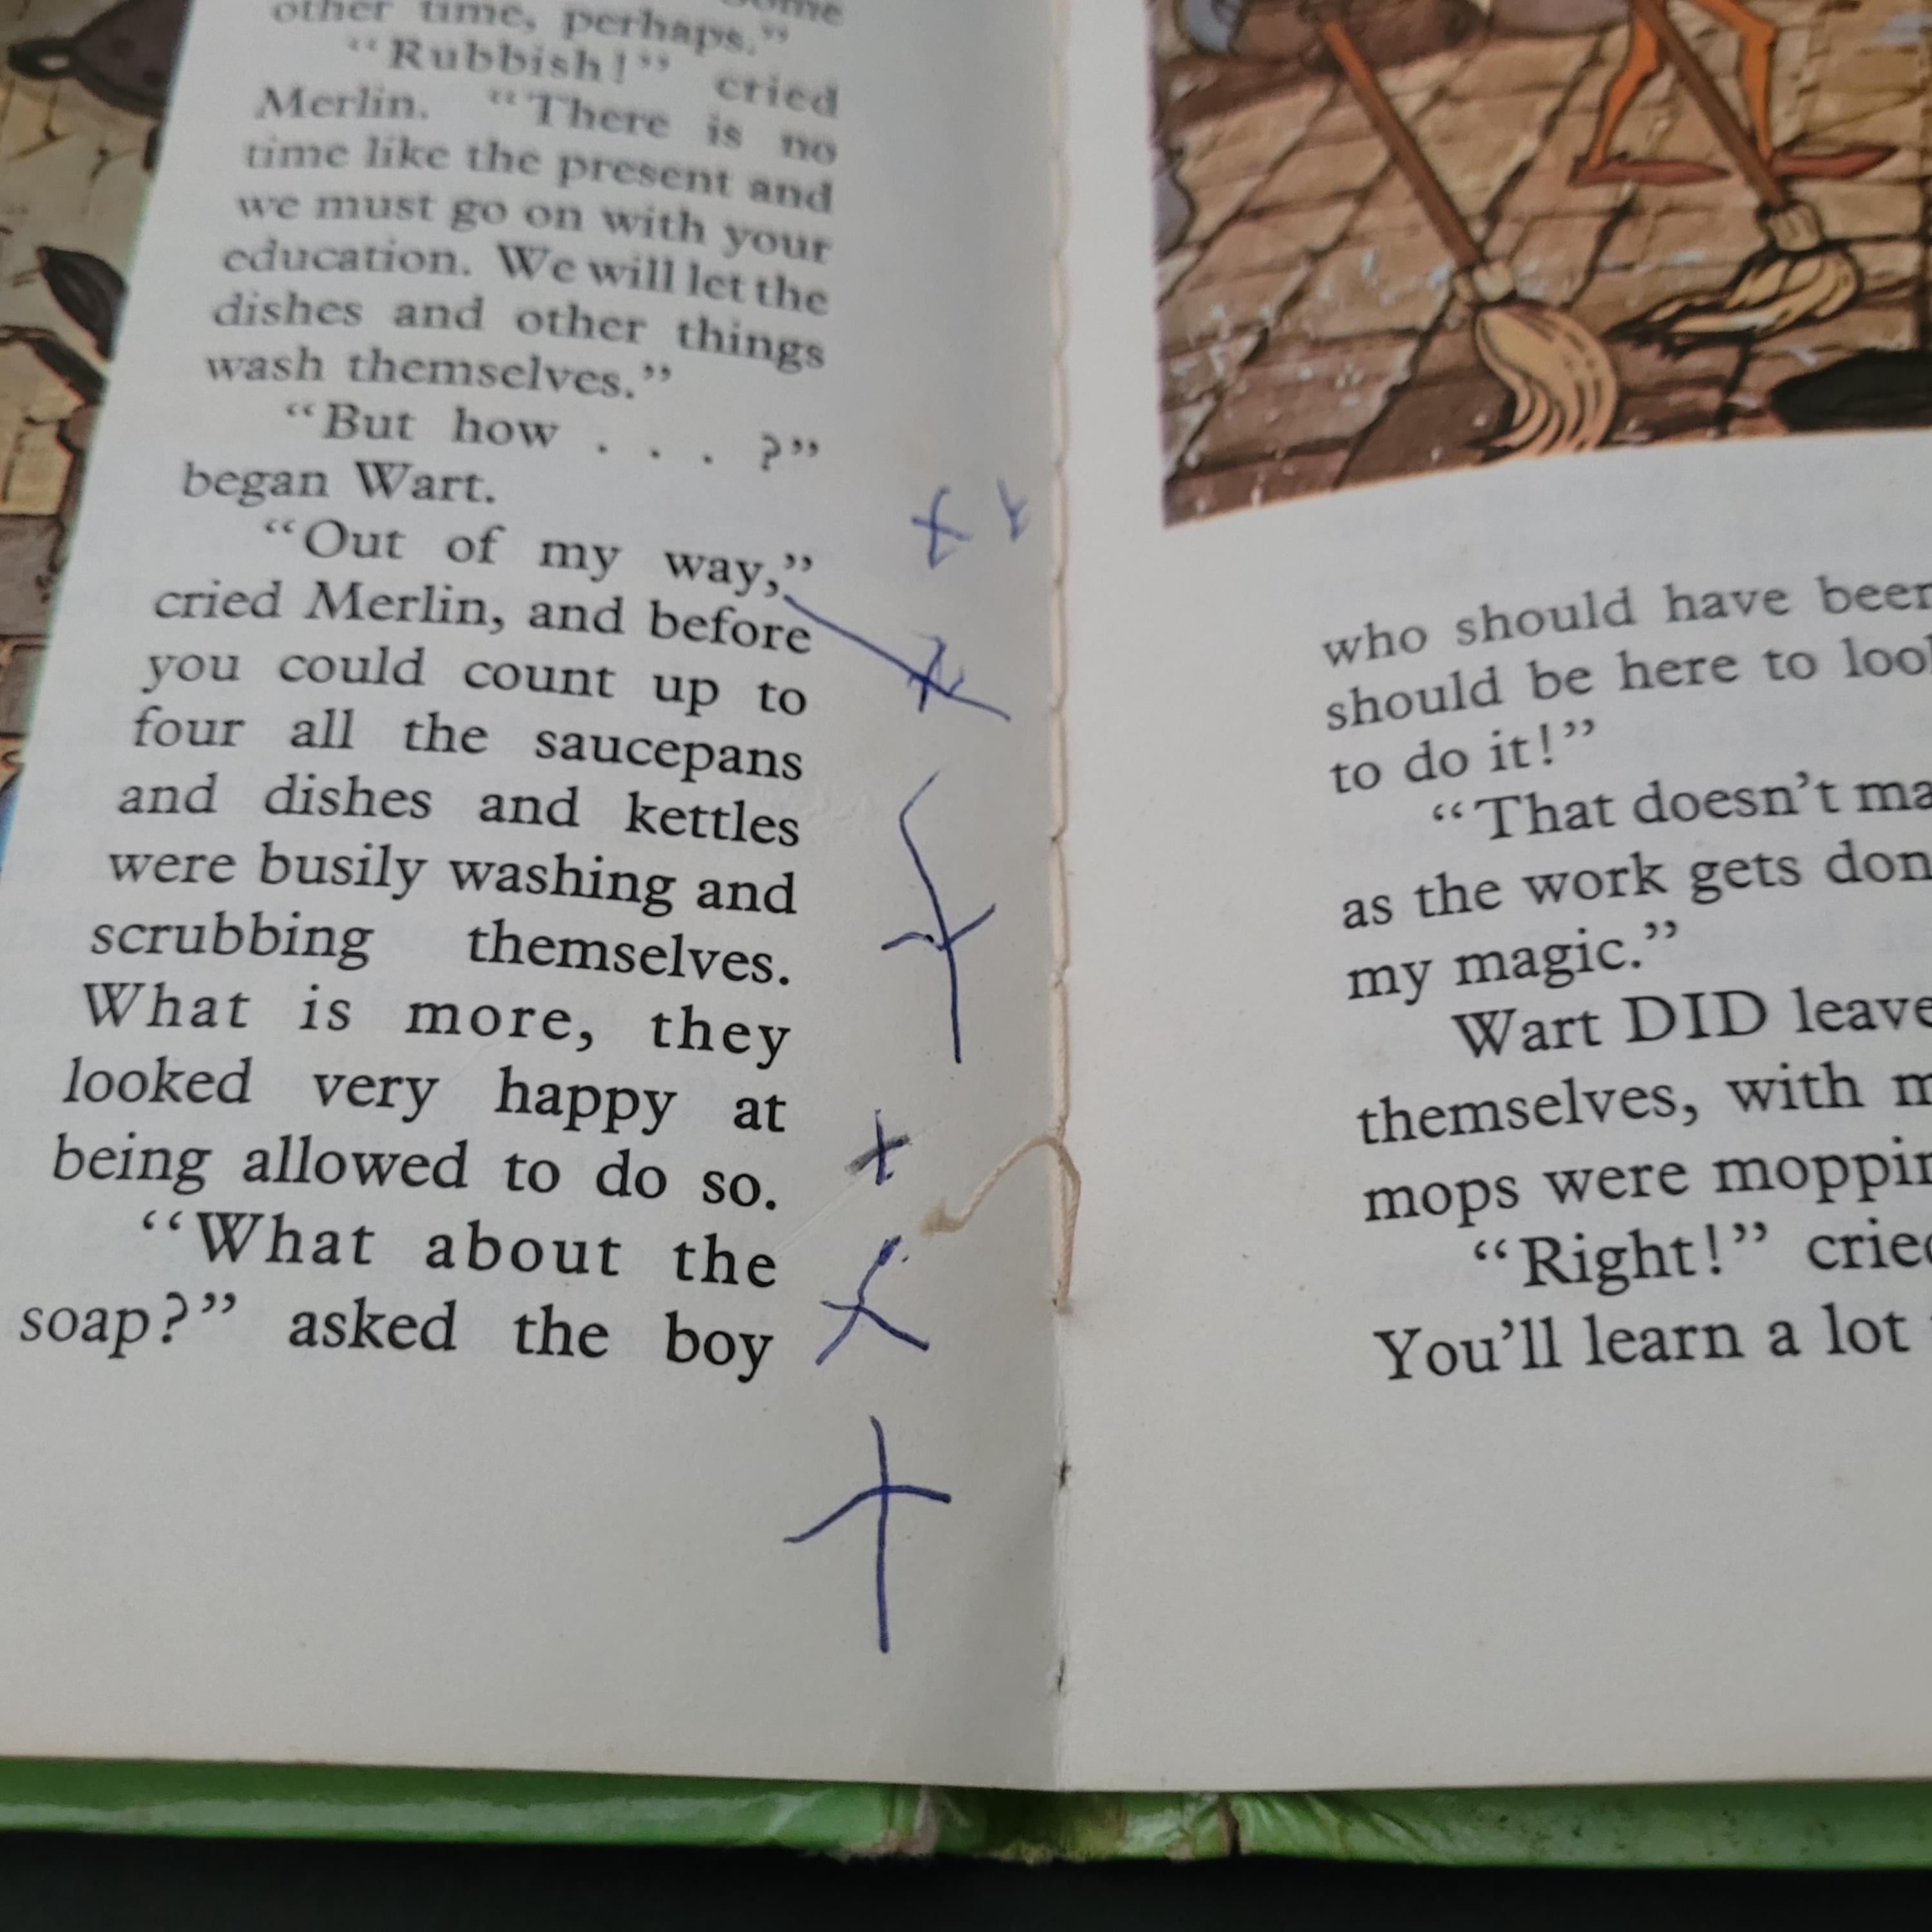 other time, perhaps."
"Rubbish!" cried
Merlin. "There is no
time like the present and
we must go on with your
education. We will let the
dishes and other things
wash themselves."
"But how . . . ?"
began Wart.
"Out of my way,"
cried Merlin, and before
you could count up to
four all the saucepans
and dishes and kettles
were busily washing and
scrubbing themselves.
What is more, they
looked very happy at
being allowed to do so.
"What about the
soap?" asked the boy
who should have been
should be here to
to do it!"
"That doesn't
as the work gets
my magic."
Wart DID leave
themselves, with
mops were
"Right!"
You'll learn a lot